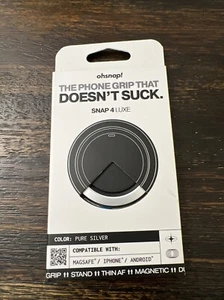 ohsnap!
THE PHONE GRIP THAT
DOESN'T SUCK.
SNAP 4 LUXE
COLOR: PURE SILVER
COMPATIBLE WITH:
MAGSAFE® / IPHONE® / ANDROID™
GRIP STAND THIN AF MAGNETIC